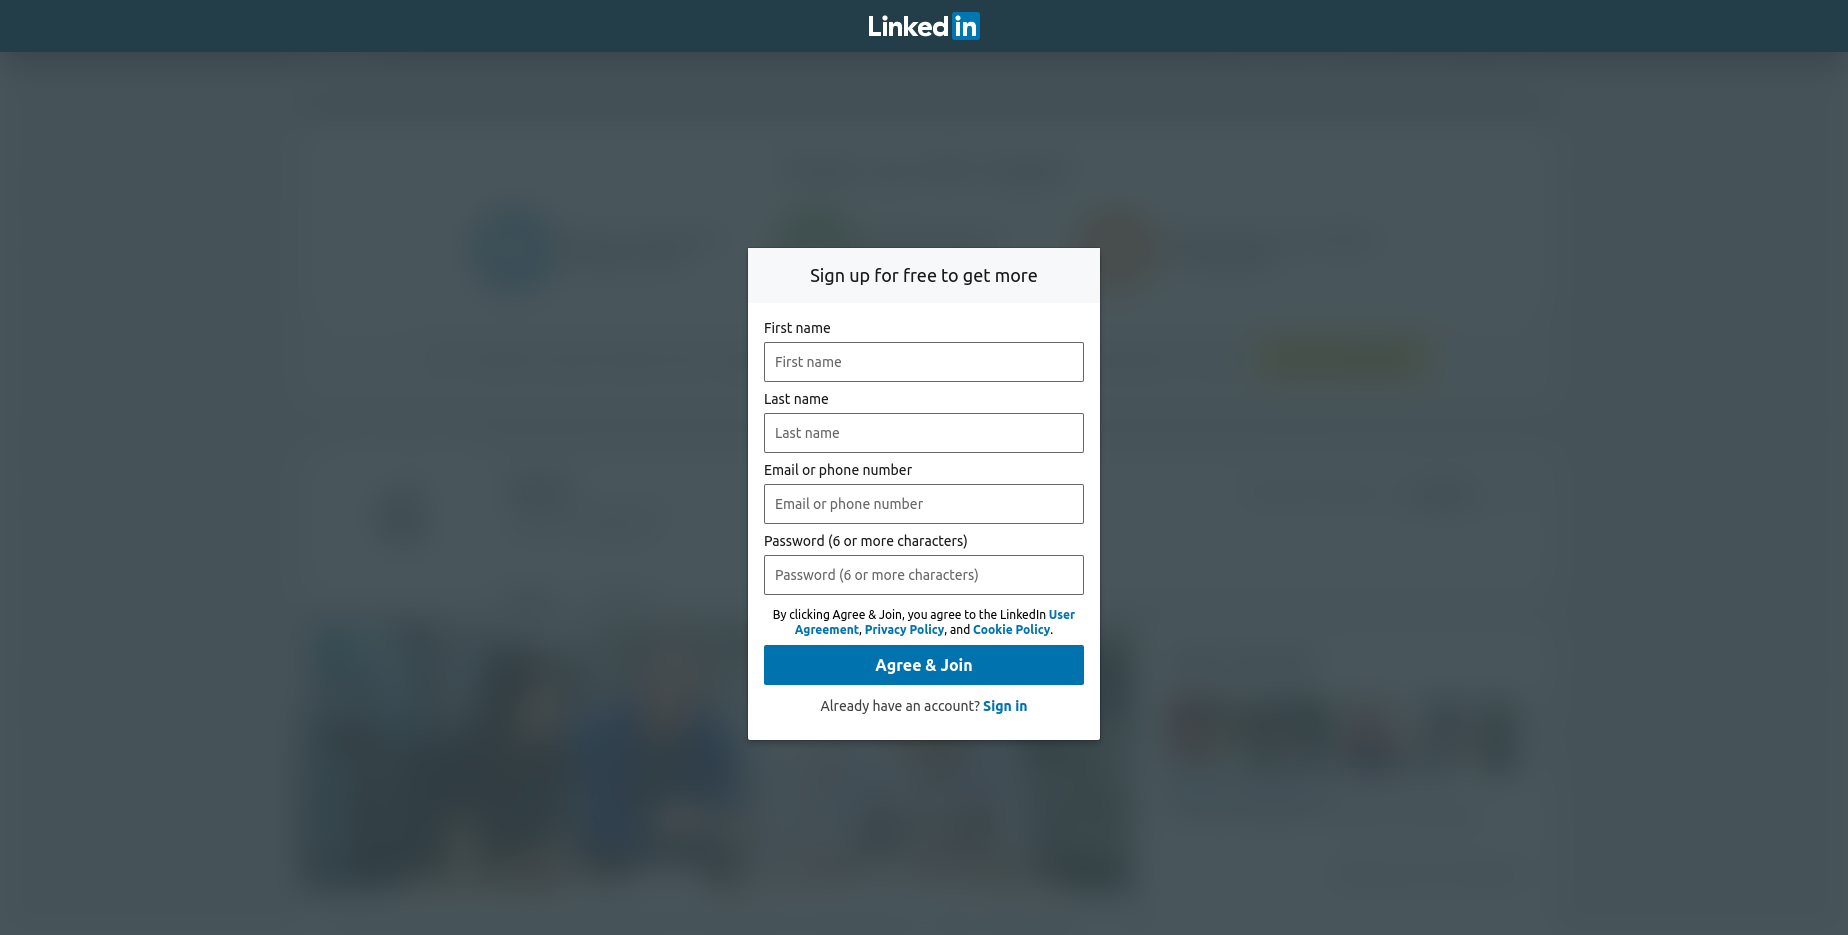 Linked in
Sign up for free to get more
First name
First name
Last name
Last name
Email or phone number
Email or phone number
Password (6 or more characters)
Password (6 or more characters)
By clicking Agree & Join, you agree to the LinkedIn User
Agreement, Privacy Policy, and Cookie Policy.
Agree & Join
Already have an account? Sign in